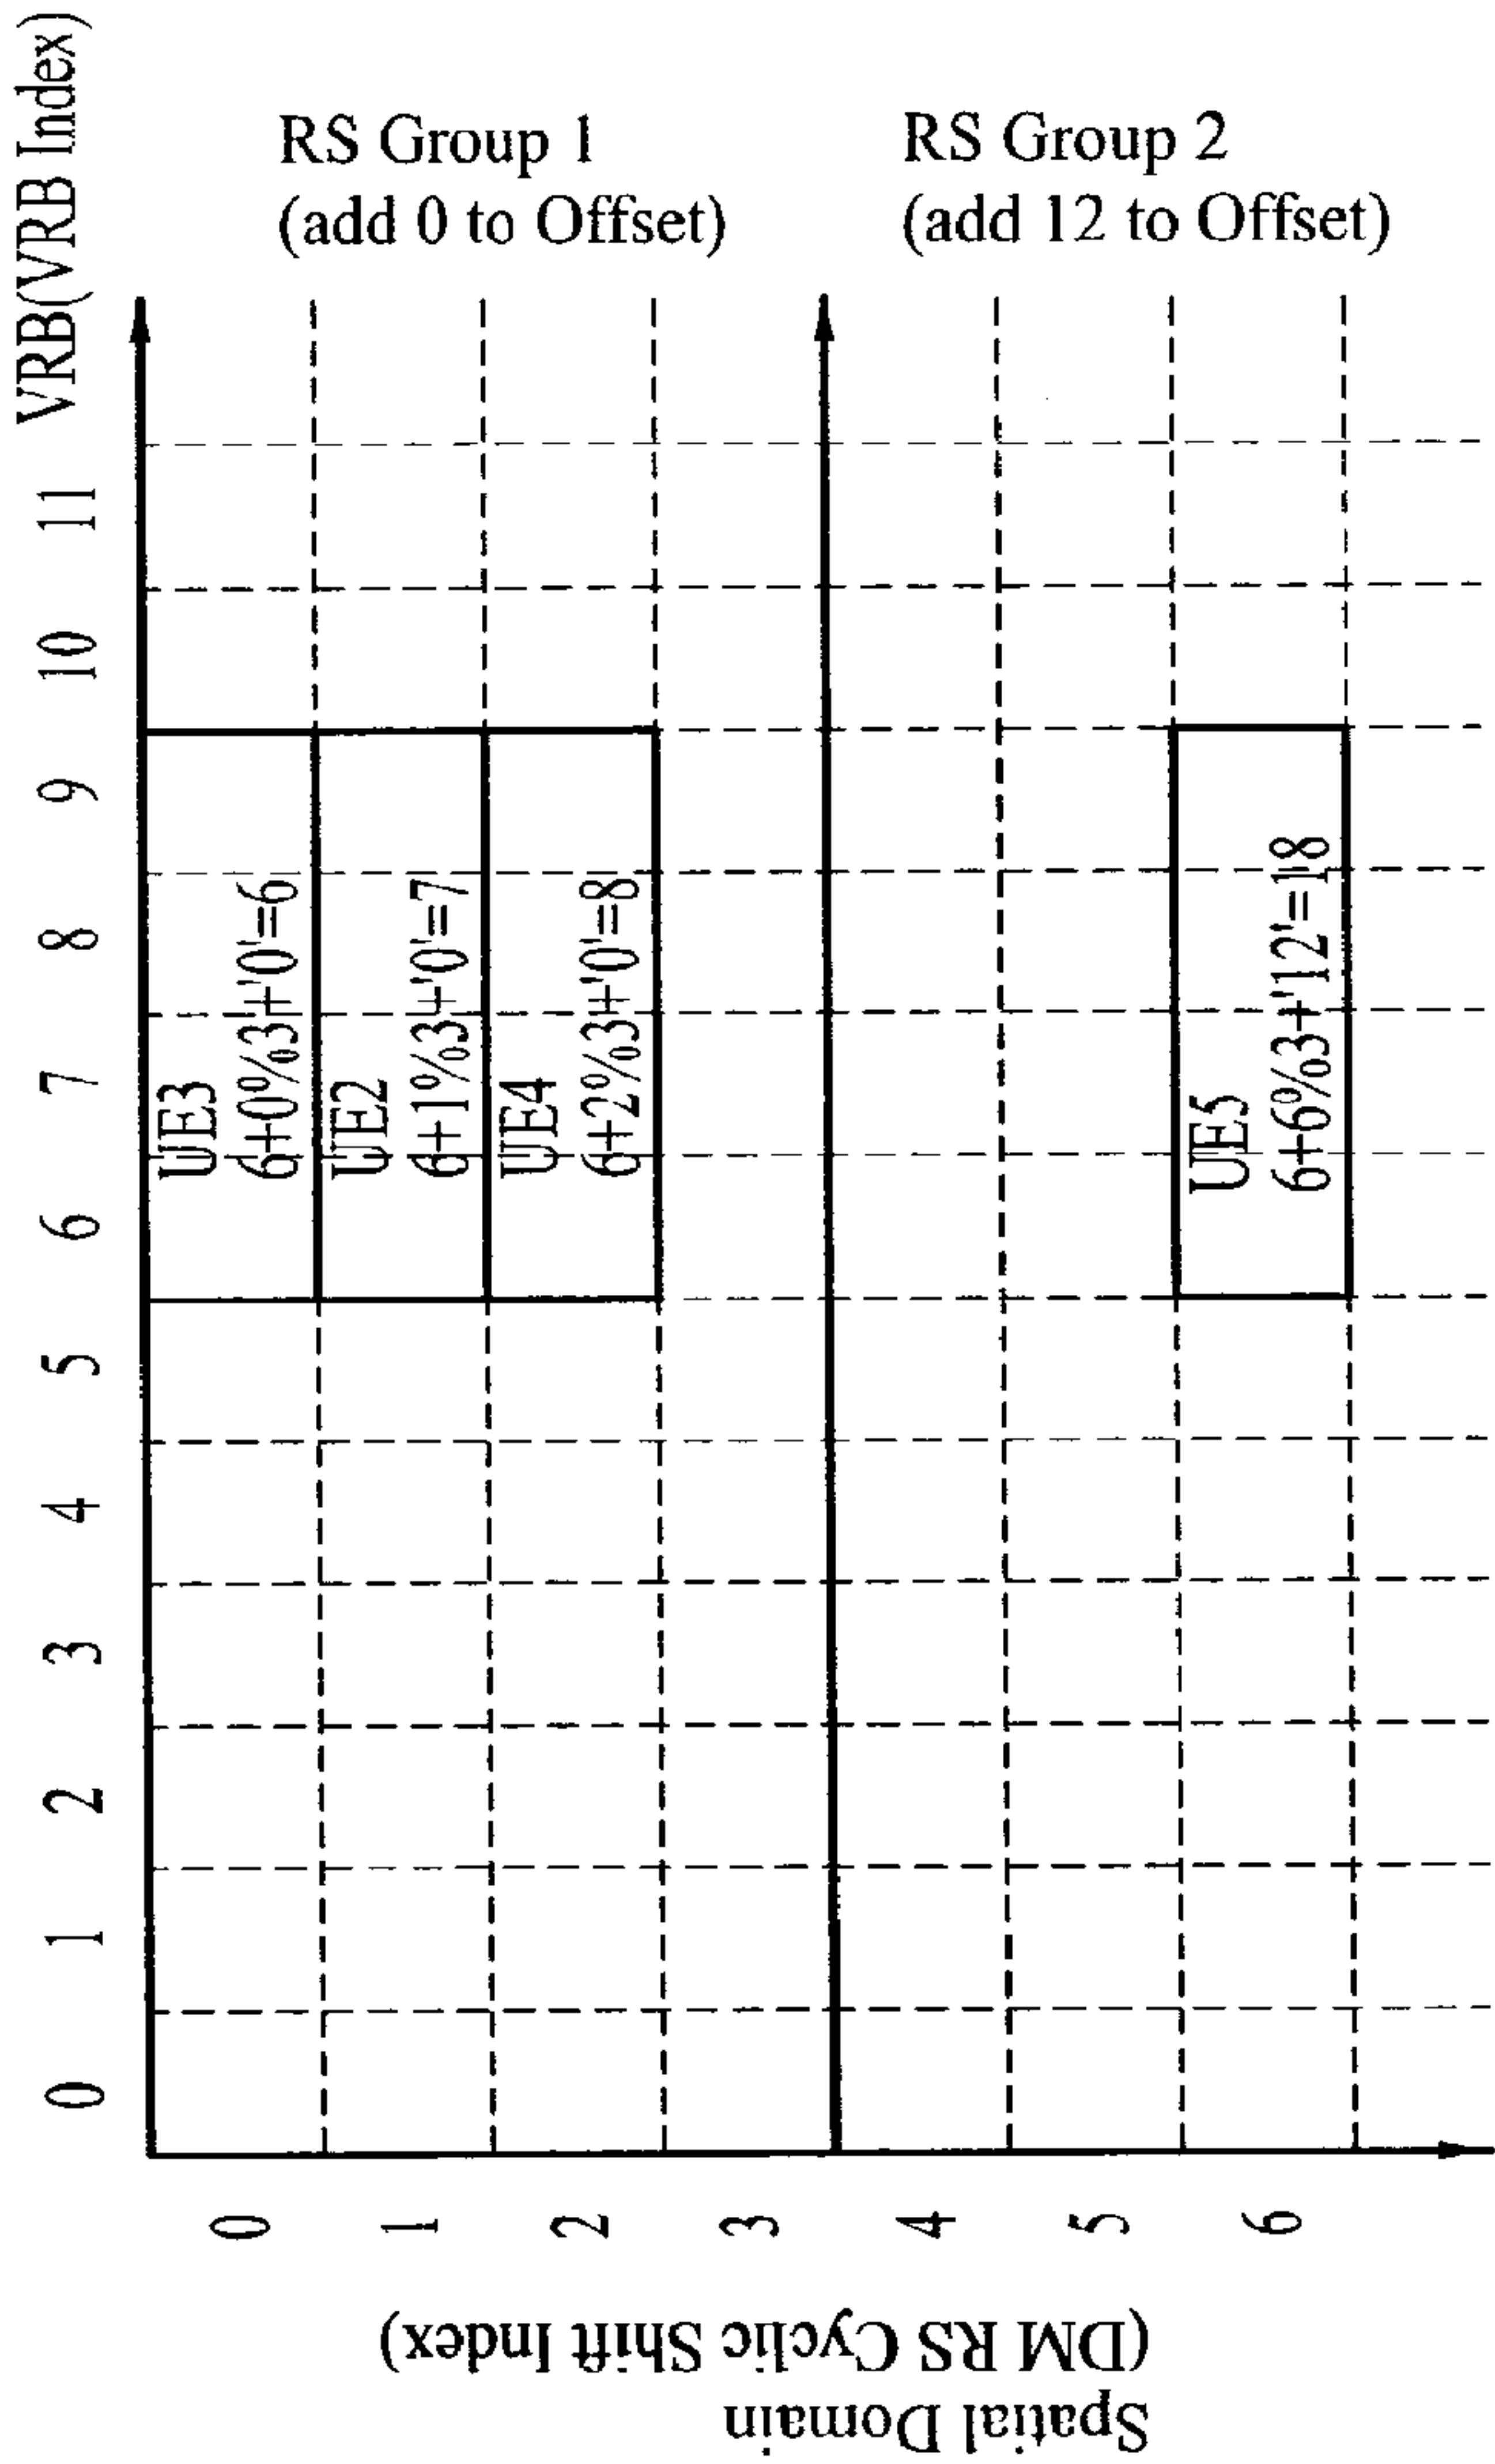 VRB(VRB Index)
0 1 2 3 4 5 6 7 8 9 10 11
RS Group 1
(add 0 to Offset)
RS Group 2
(add 12 to Offset)
Spatial Domain
(DM RS Cyclic Shift Index)
0
1
2
3
4
5
6
UE3
6+0%3+'0'=6
UE2
6+1%3+'0'=7
UE4
6+2%3+'0'=8
UE5
6+6%3+'12'=18